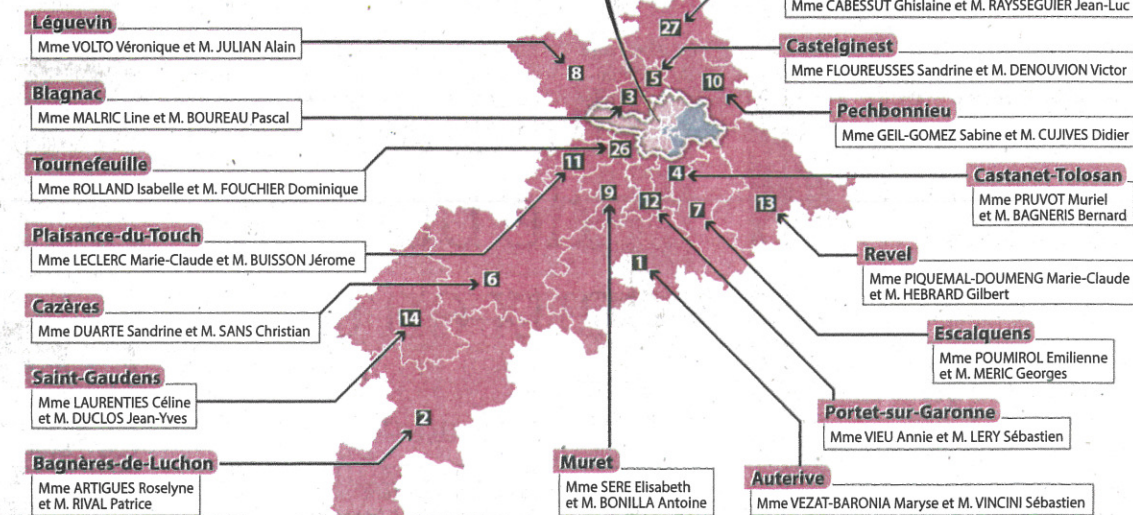 Mme CABESSUT Ghislaine et M. RAYSSEGUIER Jean-Luc
Léguevin
Mme VOLTO Véronique et M. JULIAN Alain
Blagnac
Mme MALRIC Line et M. BOUREAU Pascal
Tournefeuille
Mme ROLLAND Isabelle et M. FOUCHIER Dominique
Plaisance-du-Touch
Mme LECLERC Marie-Claude et M. BUISSON Jérome
Cazères
Mme DUARTE Sandrine et M. SANS Christian
Saint-Gaudens
Mme LAURENTIES Céline
et M. DUCLOS Jean-Yves
Bagnères-de-Luchon
Mme ARTIGUES Roselyne
et M. RIVAL Patrice
27
8
5
10
3
26
11
4
9
12
7
13
1
6
14
2
Castelginest
Mme FLOUREUSSES Sandrine et M. DENOUVION Victor
Pechbonnieu
Mme GEIL-GOMEZ Sabine et M. CUJIVES Didier
Castanet-Tolosan
Mme PRUVOT Muriel
et M. BAGNERIS Bernard
Revel
Mme PIQUEMAL-DOUMENG Marie-Claude
et M. HEBRARD Gilbert
Escalquens
Mme POUMIROL Emilienne
et M. MERIC Georges
Portet-sur-Garonne
Mme VIEU Annie et M. LERY Sébastien
Muret
Mme SERE Elisabeth
et M. BONILLA Antoine
Auterive
Mme VEZAT-BARONIA Maryse et M. VINCINI Sébastien